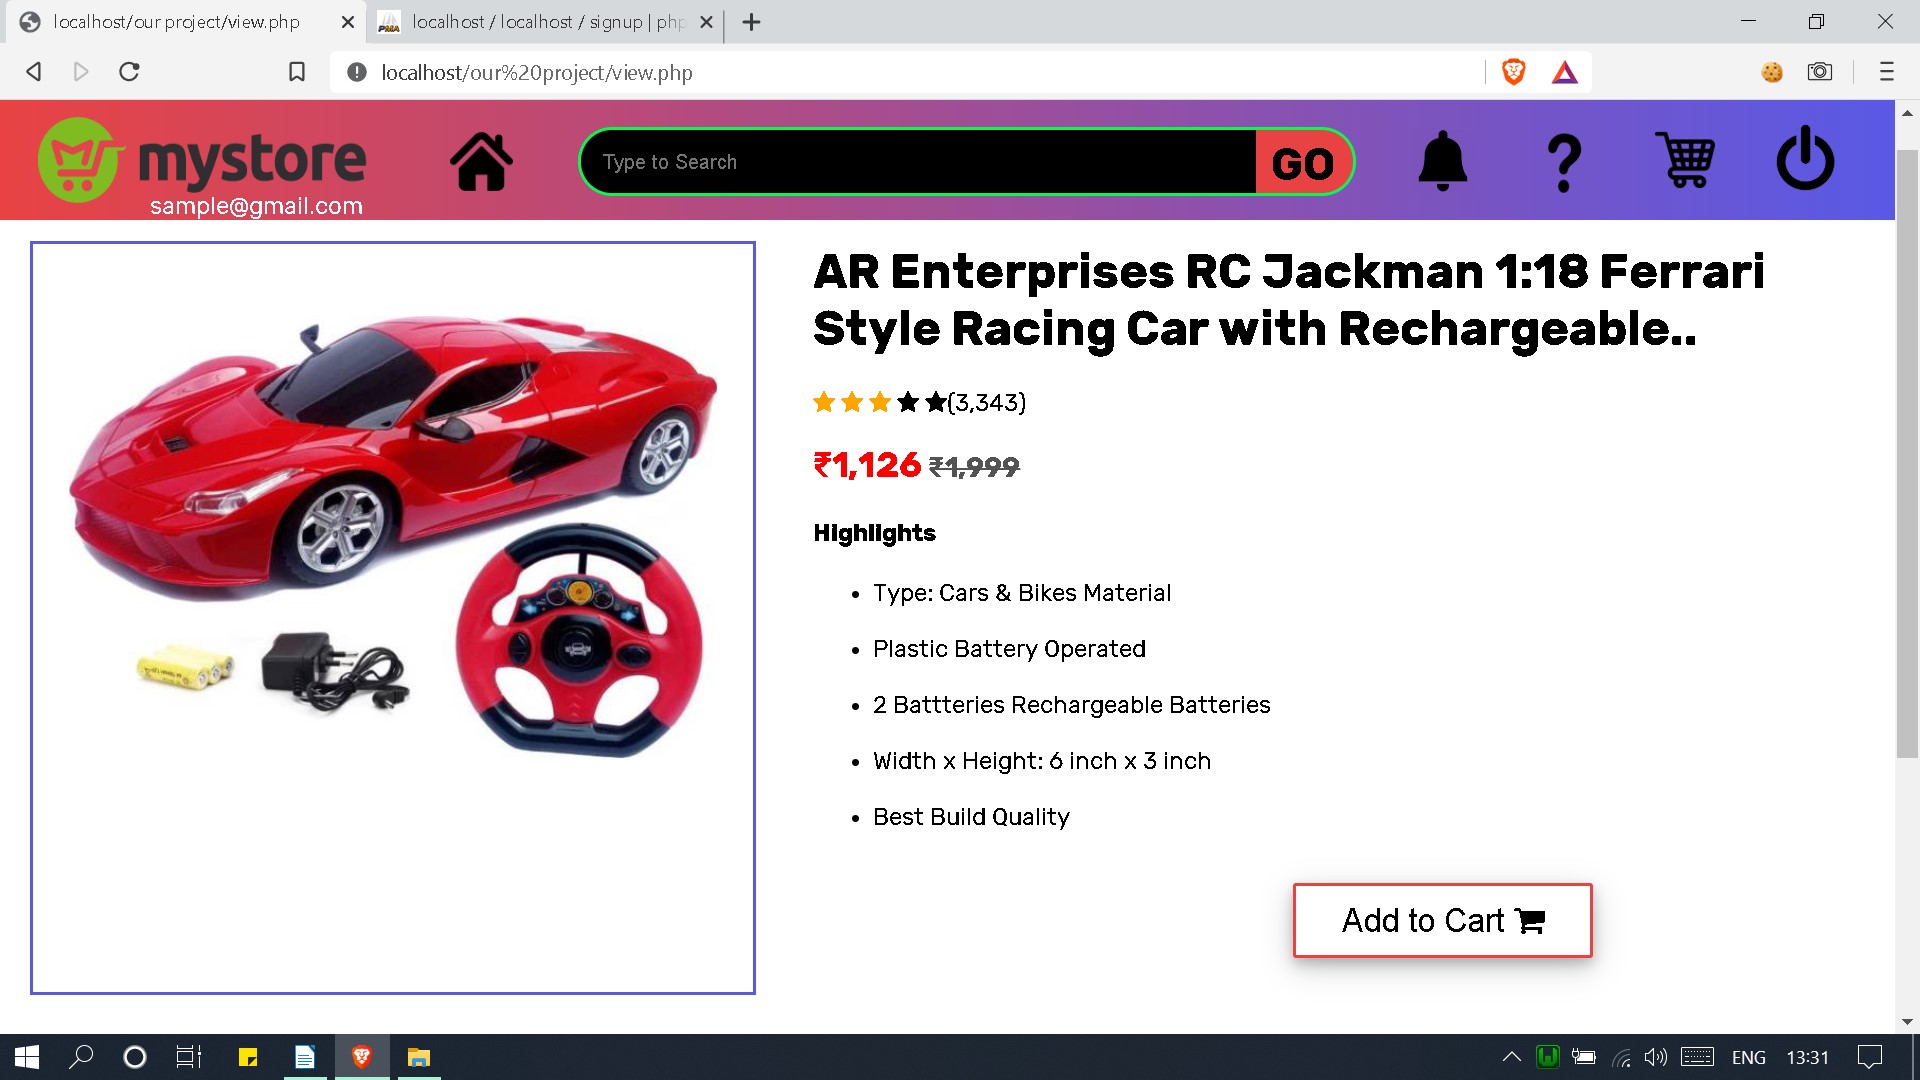 localhost/our project/view.php
localhost / localhost / signup | php
localhost/our%20project/view.php
mystore
sample@gmail.com
Type to Search
GO
?
AR Enterprises RC Jackman 1:18 Ferrari
Style Racing Car with Rechargeable..
(3,343)
₹1,126 ₹1,999
Highlights
• Type: Cars & Bikes Material
• Plastic Battery Operated
• 2 Battteries Rechargeable Batteries
• Width x Height: 6 inch x 3 inch
• Best Build Quality
Add to Cart
ENG 13:31